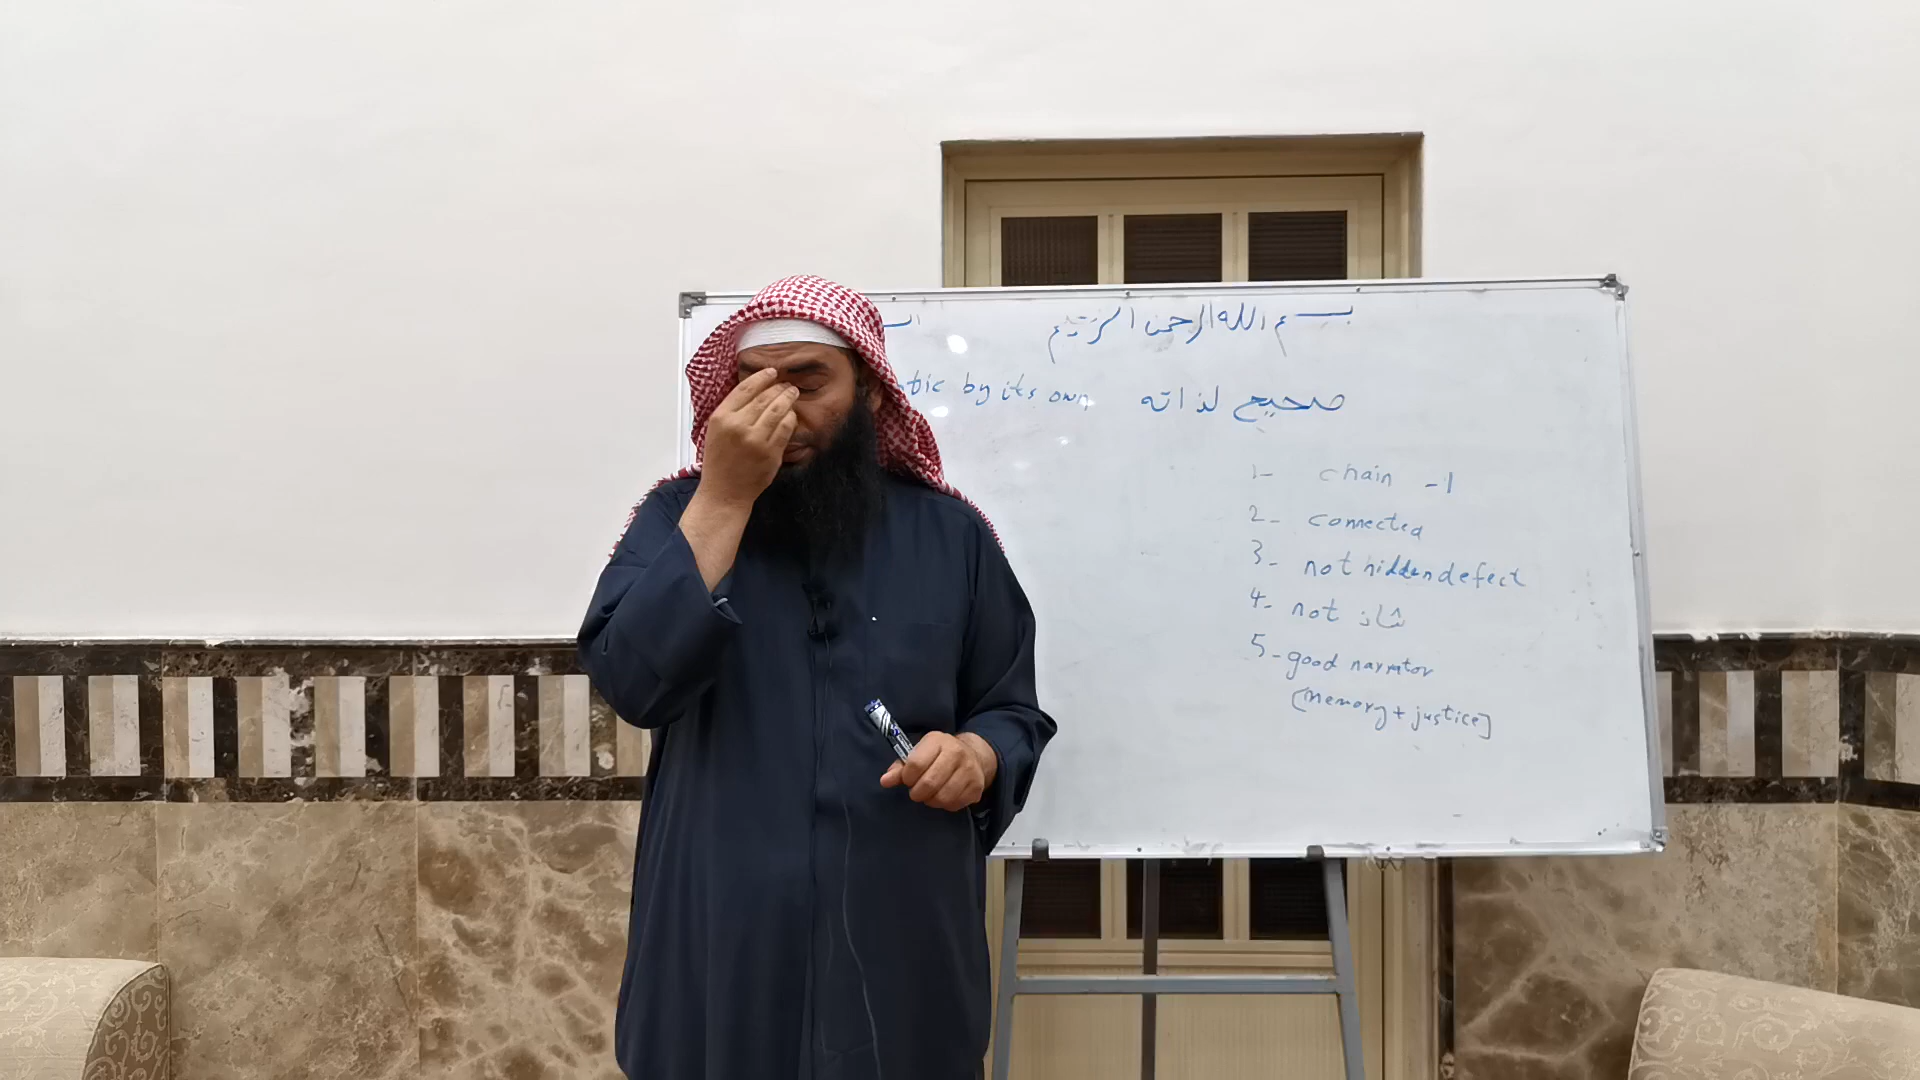 بسم الله الرحمن الرحيم
صحيح لذاته by its own
1- chain -1
2- connected
3- not hidden defect
4- not شاذ
5- good narrator
(memory + justice]